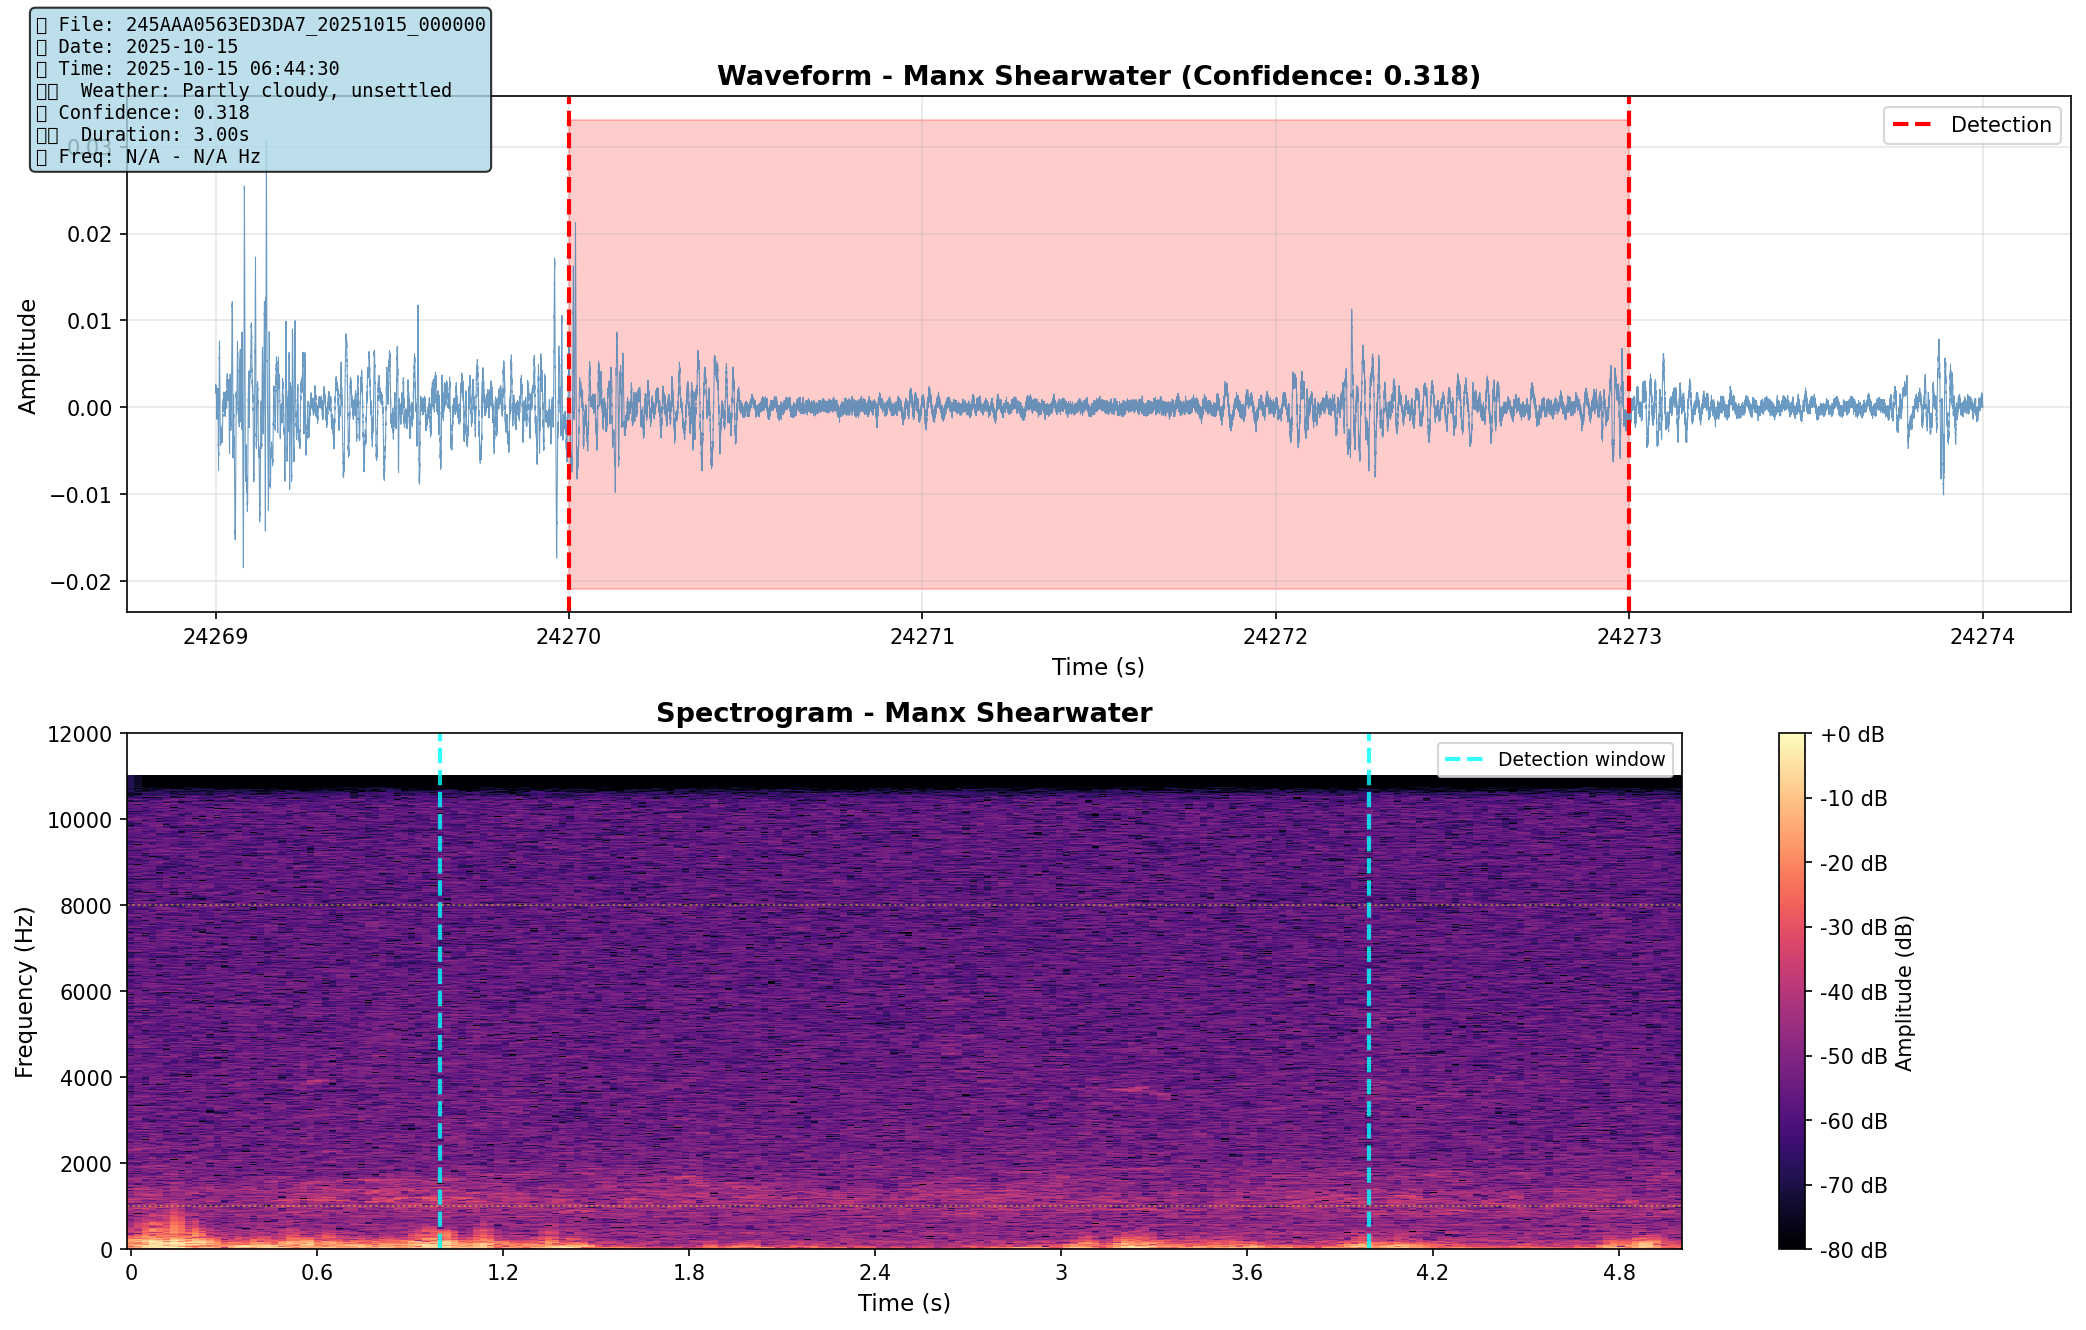 File: 245AAA0563ED3DA7_20251015_000000
Date: 2025-10-15
Time: 2025-10-15 06:44:30
Weather: Partly cloudy, unsettled
Confidence: 0.318
Duration: 3.00s
Freq: N/A - N/A Hz
Waveform - Manx Shearwater (Confidence: 0.318)
Detection
0.03
0.02
0.01
0.00
−0.01
−0.02
Amplitude
24269 24270 24271 24272 24273 24274
Time (s)
Spectrogram - Manx Shearwater
Detection window
12000
10000
8000
6000
4000
2000
0
Frequency (Hz)
0 0.6 1.2 1.8 2.4 3 3.6 4.2 4.8
Time (s)
+0 dB
-10 dB
-20 dB
-30 dB
-40 dB
-50 dB
-60 dB
-70 dB
-80 dB
Amplitude (dB)